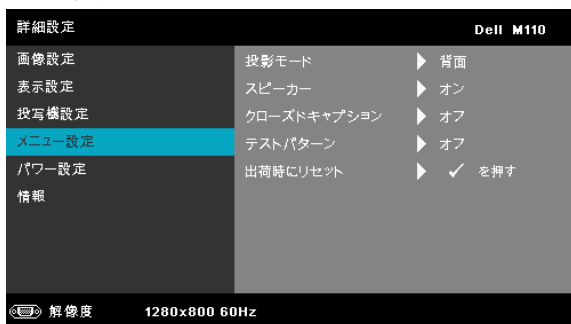 詳細設定 Dell M110
画像設定 投影モード 背面
表示設定 スピーカー オン
投写機設定 クローズドキャプション オフ
メニュー設定 テストパターン オフ
パワー設定 出荷時にリセット ✓ を押す
情報
解像度 1280x800 60Hz